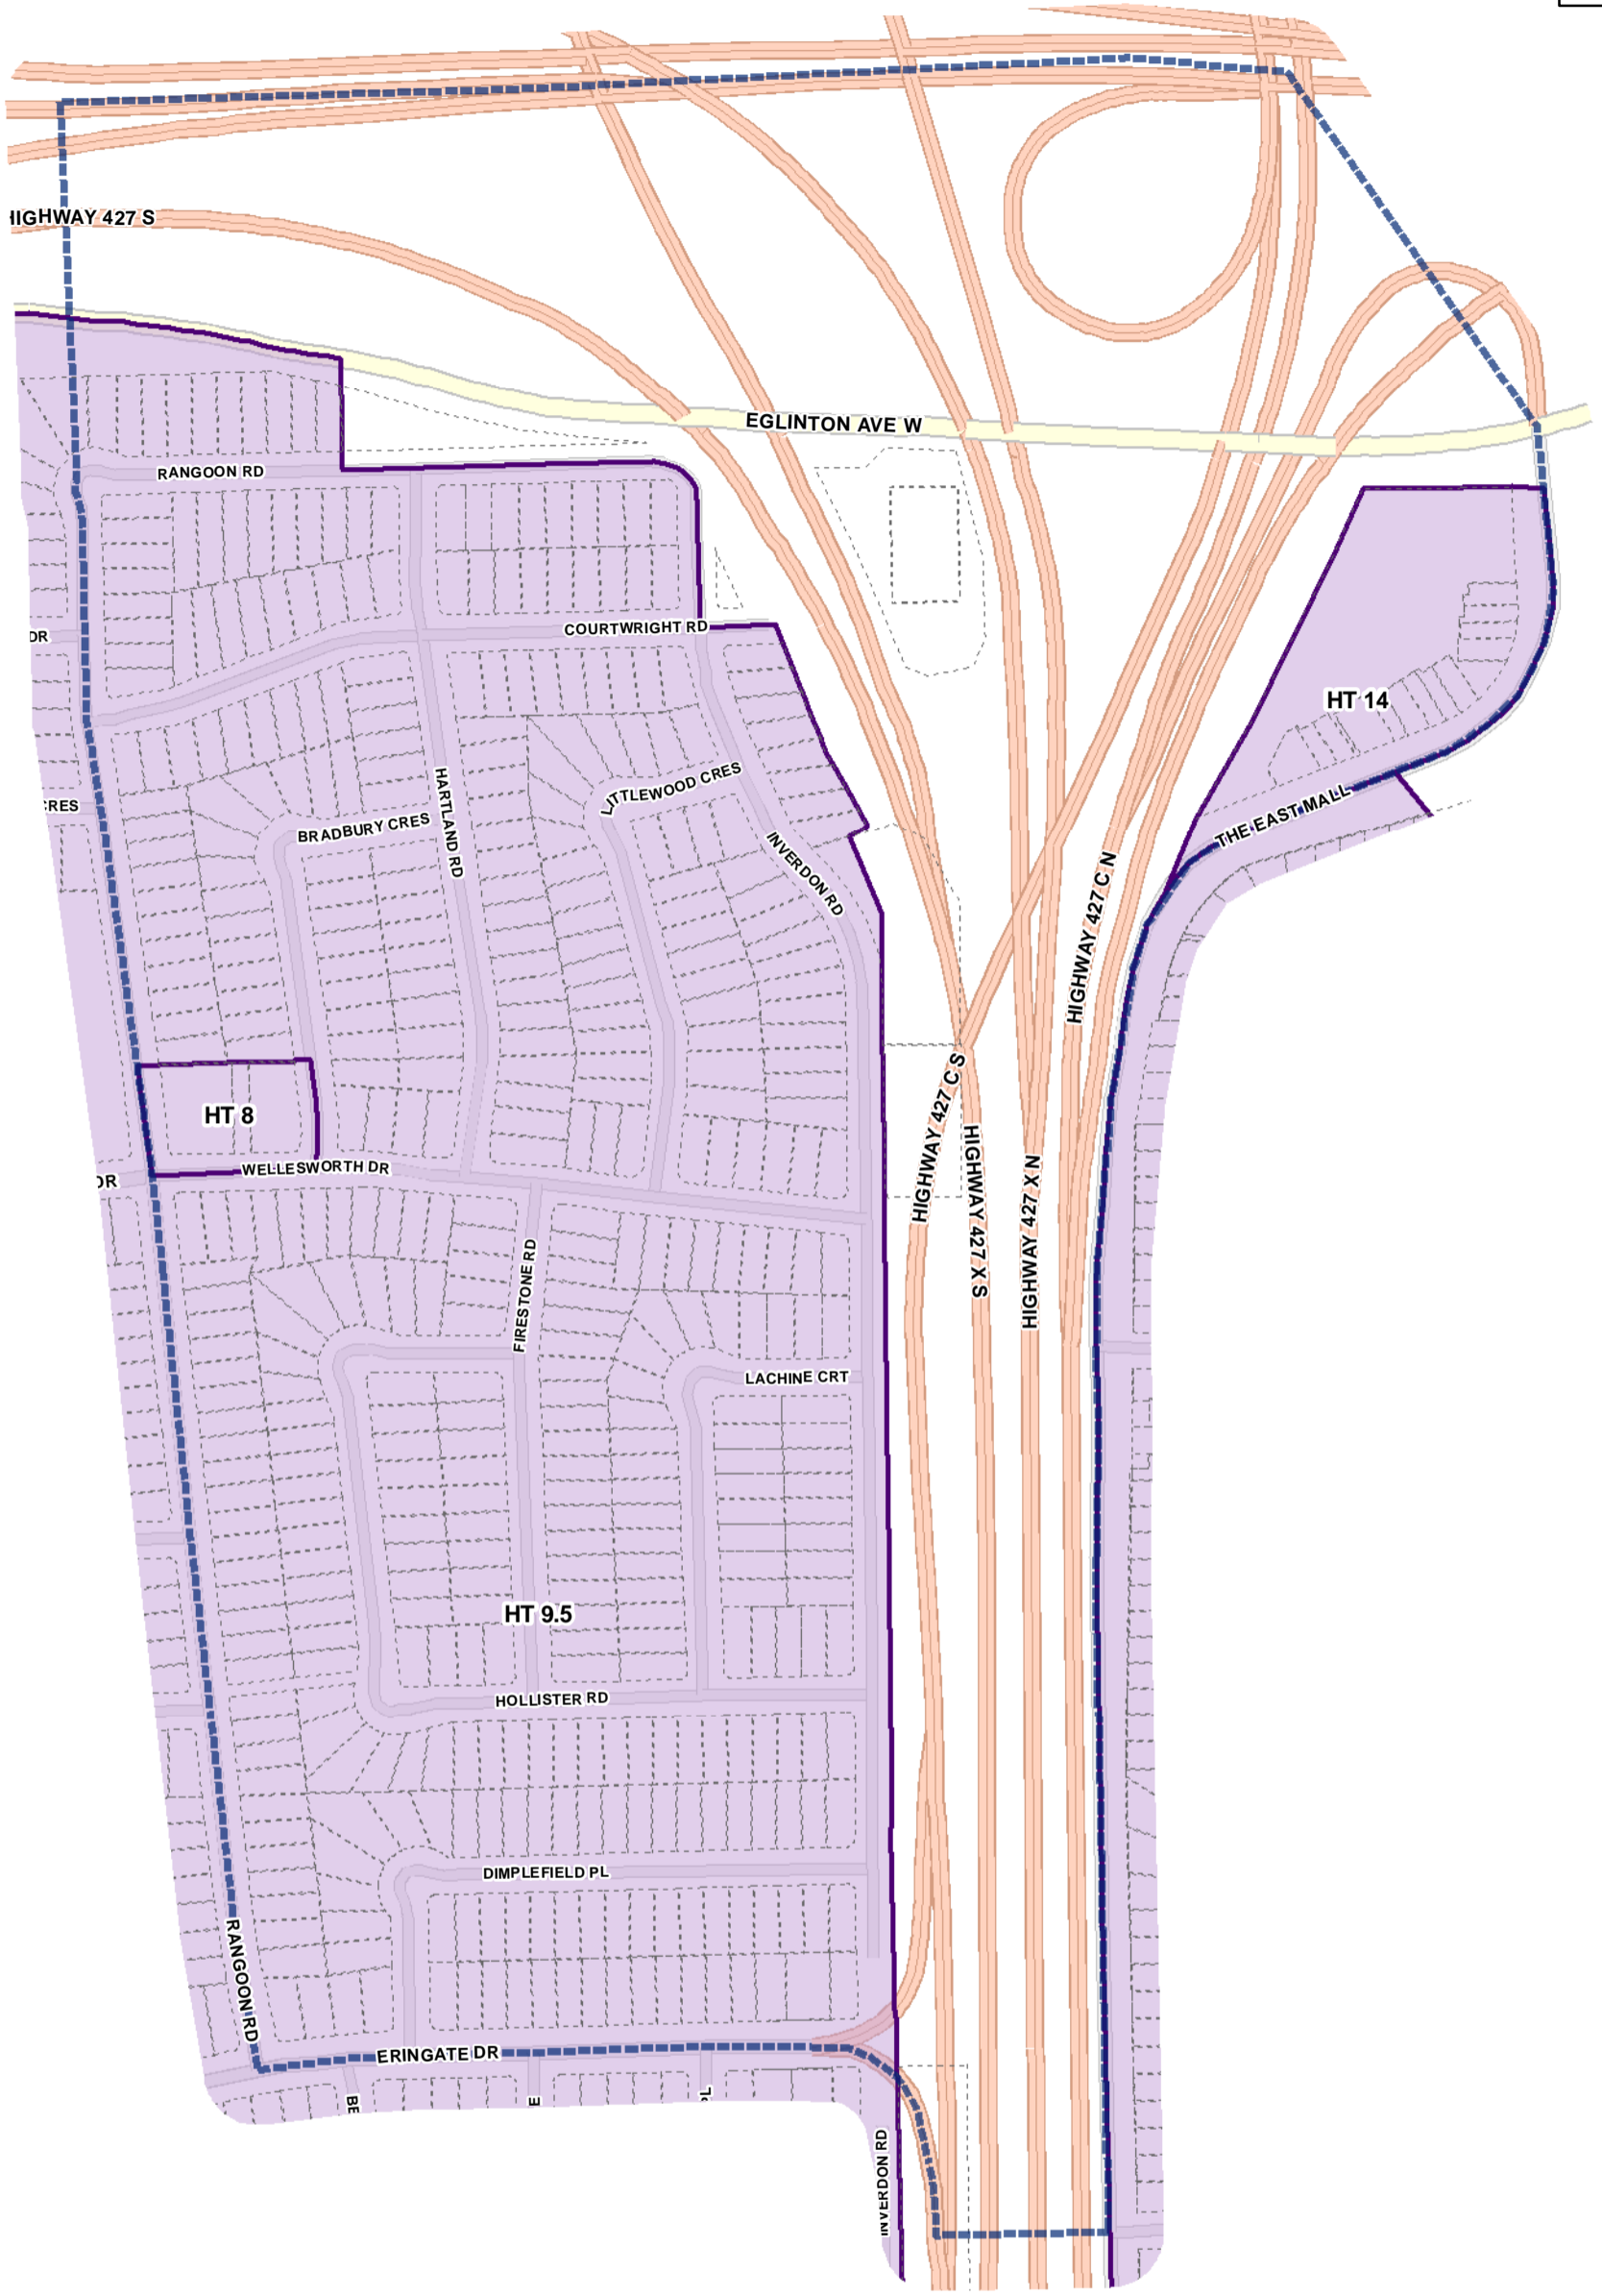 HIGHWAY 427 S
EGLINTON AVE W
RANGOON RD
COURTWRIGHT RD
DR
HT 14
LITTLEWOOD CRES
HARTLAND RD
CRES
BRADBURY CRES
THE EAST MALL
INVERDON RD
HIGHWAY 427 C N
HT 8
HIGHWAY 427 C S
WELLESWORTH DR
DR
HIGHWAY 427 X S
HIGHWAY 427 X N
FIRESTONE RD
LACHINE CRT
HT 9.5
HOLLISTER RD
DIMPLEFIELD PL
RANGOON RD
ERINGATE DR
BE
E
PL
INVERDON RD